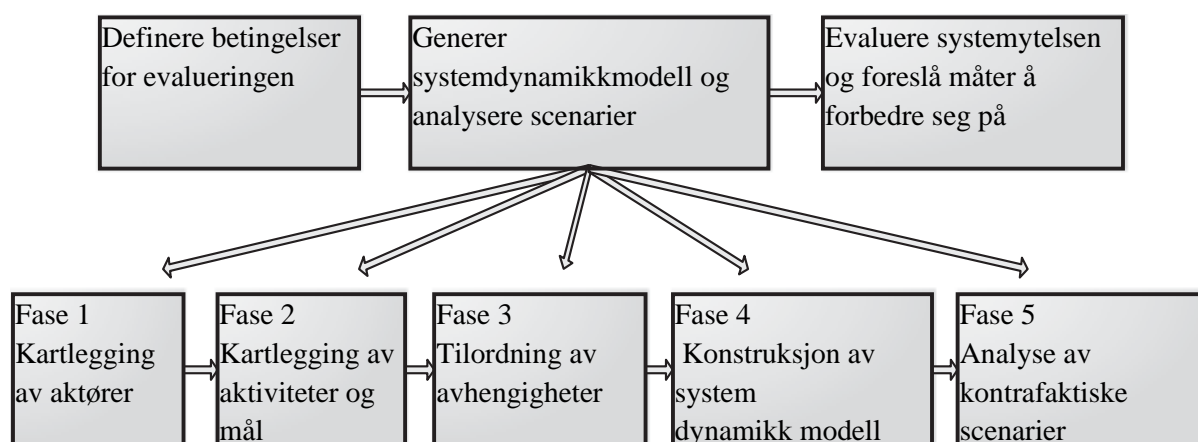 Definere betingelser
for evalueringen
Generer
systemdynamikkmodell og
analysere scenarier
Evaluere systemytelsen
og foreslå måter å
forbedre seg på
Fase 1
Kartlegging
av aktører
Fase 2
Kartlegging av
aktiviteter og
mål
Fase 3
Tilordning av
avhengigheter
Fase 4
Konstruksjon av
system
dynamikk modell
Fase 5
Analyse av
kontrafaktiske
scenarier